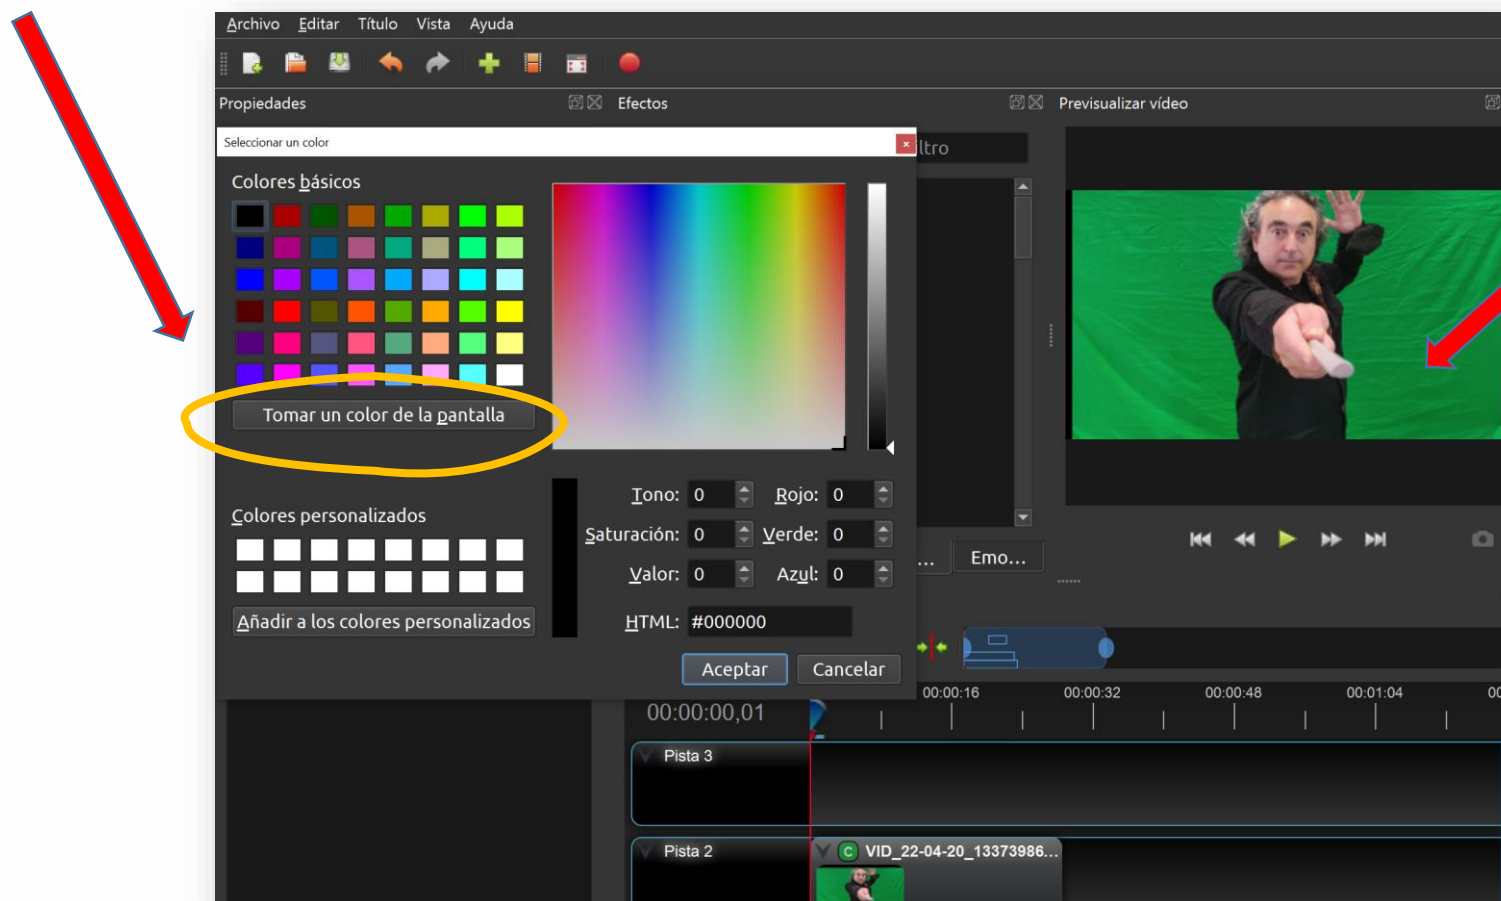 Archivo Editar Título Vista Ayuda
Propiedades
Efectos
Previsualizar vídeo
Seleccionar un color
ltro
Colores básicos
Tomar un color de la pantalla
Colores personalizados
Añadir a los colores personalizados
Tono: 0 Rojo: 0
Saturación: 0 Verde: 0
Valor: 0 Azul: 0
HTML: #000000
Aceptar Cancelar
... Emo...
00:00:00,01
00:00:16 00:00:32 00:00:48 00:01:04 00
Pista 3
Pista 2
C VID_22-04-20_13373986...